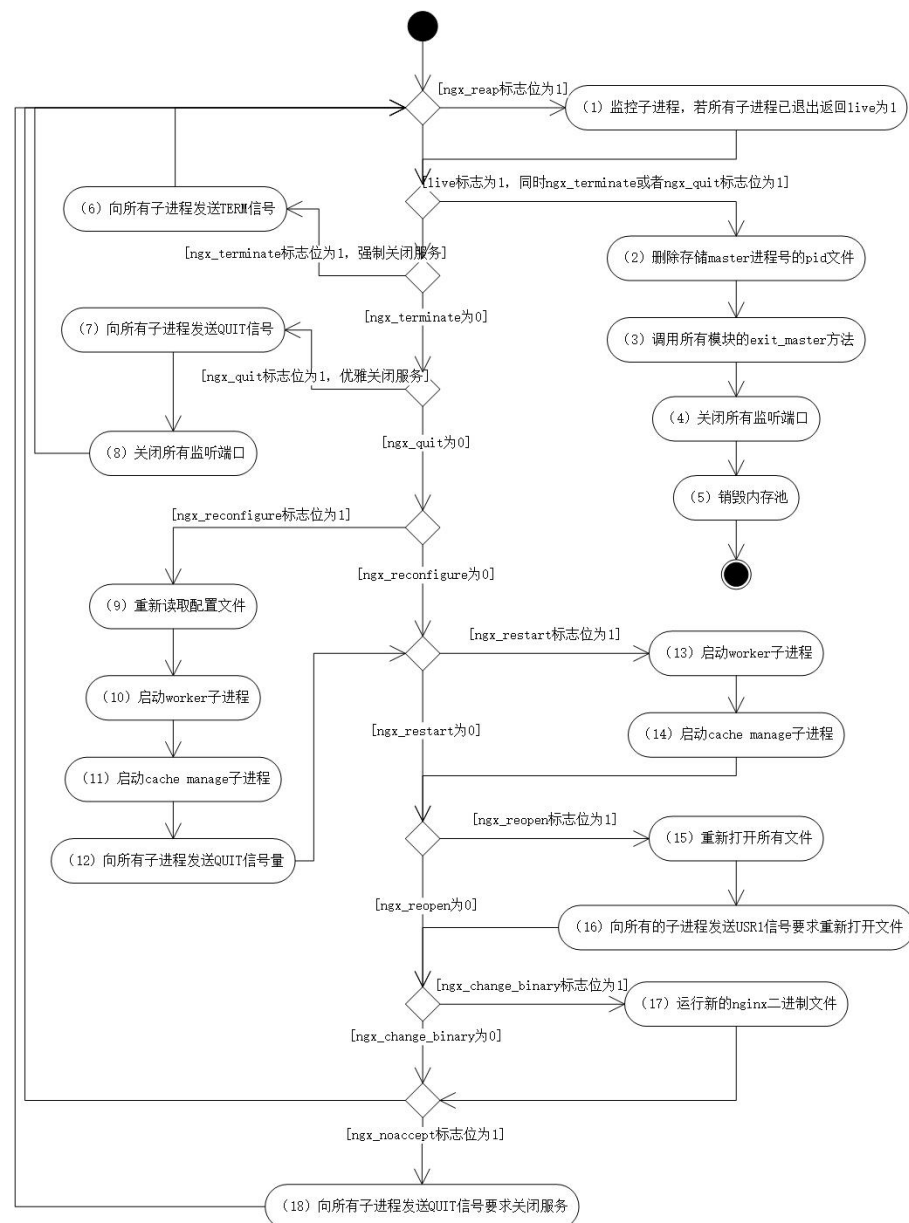 [ngx_reap标志位为1]
(1) 监控子进程，若所有子进程已退出返回live为1
[live标志为1，同时ngx_terminate或者ngx_quit标志位为1]
(6) 向所有子进程发送TERM信号
[ngx_terminate标志位为1，强制关闭服务]
(2) 删除存储master进程号的pid文件
[ngx_terminate为0]
(7) 向所有子进程发送QUIT信号
(3) 调用所有模块的exit_master方法
[ngx_quit标志位为1，优雅关闭服务]
(4) 关闭所有监听端口
[ngx_quit为0]
(8) 关闭所有监听端口
(5) 销毁内存池
[ngx_reconfigure标志位为1]
[ngx_reconfigure为0]
(9) 重新读取配置文件
[ngx_restart标志位为1]
(13) 启动worker子进程
(10) 启动worker子进程
[ngx_restart为0]
(14) 启动cache manage子进程
(11) 启动cache manage子进程
[ngx_reopen标志位为1]
(15) 重新打开所有文件
(12) 向所有子进程发送QUIT信号量
[ngx_reopen为0]
(16) 向所有的子进程发送USR1信号要求重新打开文件
[ngx_change_binary标志位为1]
(17) 运行新的nginx二进制文件
[ngx_change_binary为0]
[ngx_noaccept标志位为1]
(18) 向所有子进程发送QUIT信号要求关闭服务